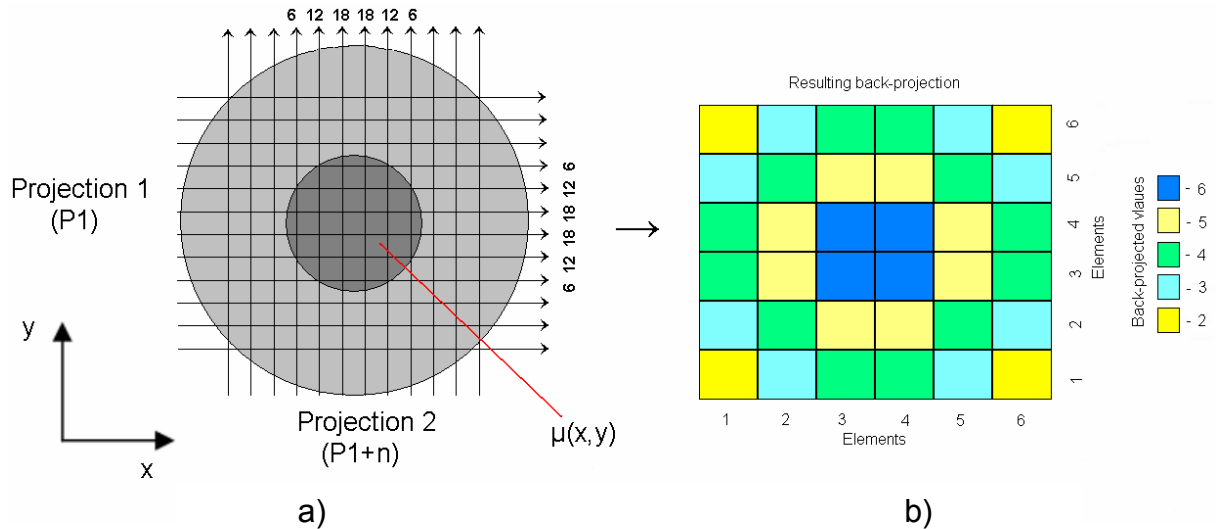 6 12 18 18 12 6
Projection 1
(P1)
6
12
18
18
12
6
y
x
Projection 2
(P1+n)
μ(x,y)
a)
Resulting back-projection
6
5
4
3
2
1
Elements
1 2 3 4 5 6
Elements
Back-projected vlaues
- 6
- 5
- 4
- 3
- 2
b)